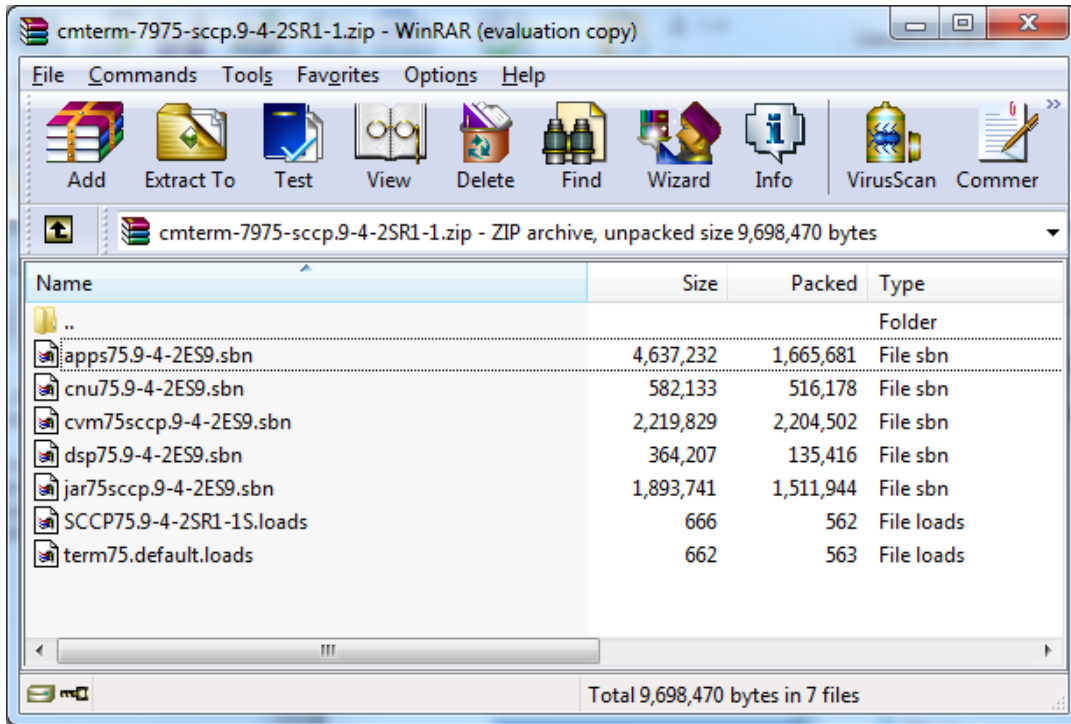 cmterm-7975-sccp.9-4-2SR1-1.zip - WinRAR (evaluation copy)
File Commands Tools Favorites Options Help
Add Extract To Test View Delete Find Wizard Info VirusScan Commer
cmterm-7975-sccp.9-4-2SR1-1.zip - ZIP archive, unpacked size 9,698,470 bytes
Name Size Packed Type
.. Folder
apps75.9-4-2ES9.sbn 4,637,232 1,665,681 File sbn
cnu75.9-4-2ES9.sbn 582,133 516,178 File sbn
cvm75sccp.9-4-2ES9.sbn 2,219,829 2,204,502 File sbn
dsp75.9-4-2ES9.sbn 364,207 135,416 File sbn
jar75sccp.9-4-2ES9.sbn 1,893,741 1,511,944 File sbn
SCCP75.9-4-2SR1-1S.loads 666 562 File loads
term75.default.loads 662 563 File loads
Total 9,698,470 bytes in 7 files